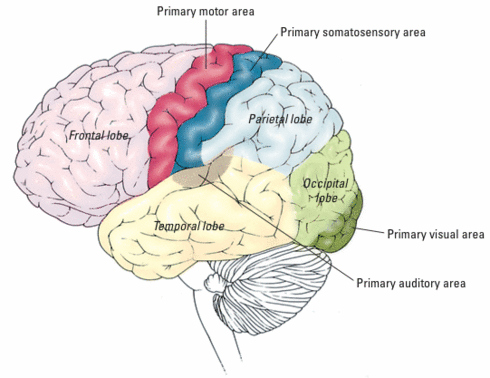 Primary motor area
Primary somatosensory area
Parietal lobe
Frontal lobe
Occipital
lobe
Temporal lobe
Primary visual area
Primary auditory area